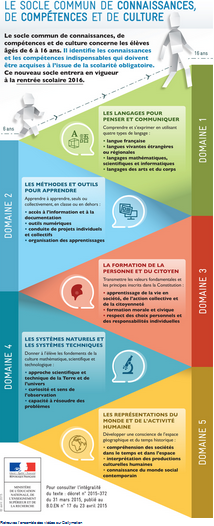 LE SOCLE COMMUN DE CONNAISSANCES,
DE COMPÉTENCES ET DE CULTURE
Le socle commun de connaissances, de
compétences et de culture concerne les élèves
âgés de 6 à 16 ans. Il identifie les connaissances
et les compétences indispensables qui doivent
être acquises à l'issue de la scolarité obligatoire.
Ce nouveau socle entrera en vigueur
à la rentrée scolaire 2016.
16 ans
6 ans
DOMAINE 1
LES LANGAGES POUR
PENSER ET COMMUNIQUER
Comprendre et s'exprimer en utilisant
quatre types de langage :
• langue française
• langues vivantes étrangères
ou régionales
• langages mathématiques,
scientifiques et informatiques
• langages des arts et du corps
DOMAINE 2
LES MÉTHODES ET OUTILS
POUR APPRENDRE
Apprendre à apprendre, seuls ou
collectivement, en classe ou en dehors :
• accès à l'information et à la
documentation
• outils numériques
• conduite de projets individuels
et collectifs
• organisation des apprentissages
DOMAINE 3
LA FORMATION DE LA
PERSONNE ET DU CITOYEN
Transmettre les valeurs fondamentales et
les principes inscrits dans la Constitution :
• apprentissage de la vie en
société, de l'action collective et
de la citoyenneté
• formation morale et civique
• respect des choix personnels et
des responsabilités individuelles
DOMAINE 4
LES SYSTÈMES NATURELS ET
LES SYSTÈMES TECHNIQUES
Donner à l'élève les fondements de la
culture mathématique, scientifique et
technologique :
• approche scientifique et
technique de la Terre et de
l'univers
• curiosité et sens de
l'observation
• capacité à résoudre des
problèmes
DOMAINE 5
LES REPRÉSENTATIONS DU
MONDE ET DE L'ACTIVITÉ
HUMAINE
Développer une conscience de l'espace
géographique et du temps historique :
• compréhension des sociétés
dans le temps et dans l'espace
• interprétation des productions
culturelles humaines
• connaissance du monde social
contemporain
MINISTÈRE
DE L'ÉDUCATION
NATIONALE, DE
L'ENSEIGNEMENT
SUPÉRIEUR ET DE
LA RECHERCHE
Pour consulter l'intégralité
du texte : décret n° 2015-372
du 31 mars 2015, publié au
B.O.EN n° 17 du 23 avril 2015